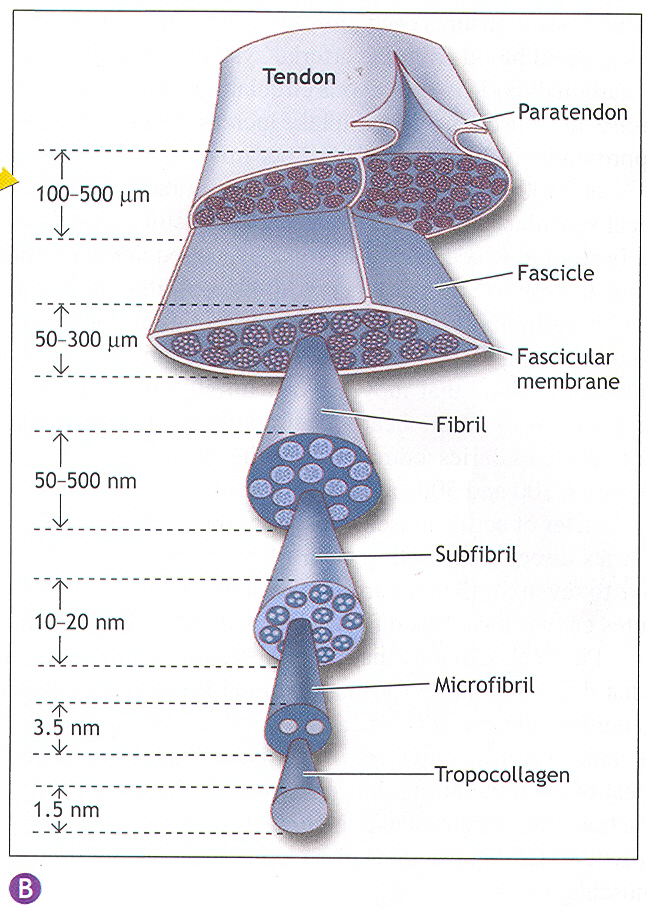 Tendon
Paratendon
100–500 µm
Fascicle
50–300 µm
Fascicular
membrane
Fibril
50–500 nm
Subfibril
10–20 nm
Microfibril
3.5 nm
Tropocollagen
1.5 nm
B